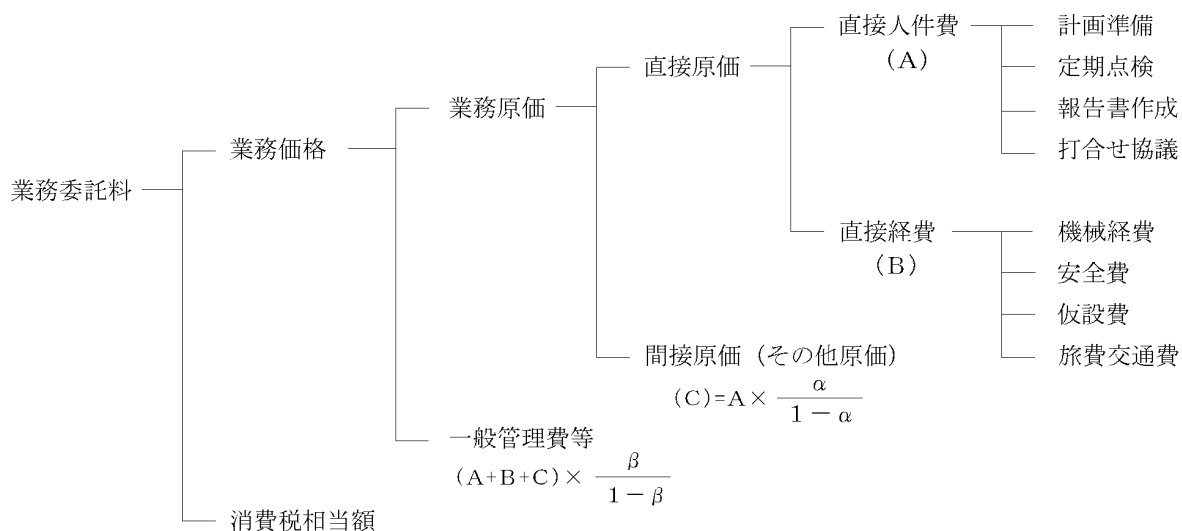 業務委託料
業務価格
業務原価
直接原価
直接人件費
(A)
計画準備
定期点検
報告書作成
打合せ協議
直接経費
(B)
機械経費
安全費
仮設費
旅費交通費
間接原価（その他原価）
(C)=A× α
1－α
一般管理費等
(A+B+C)× β
1－β
消費税相当額